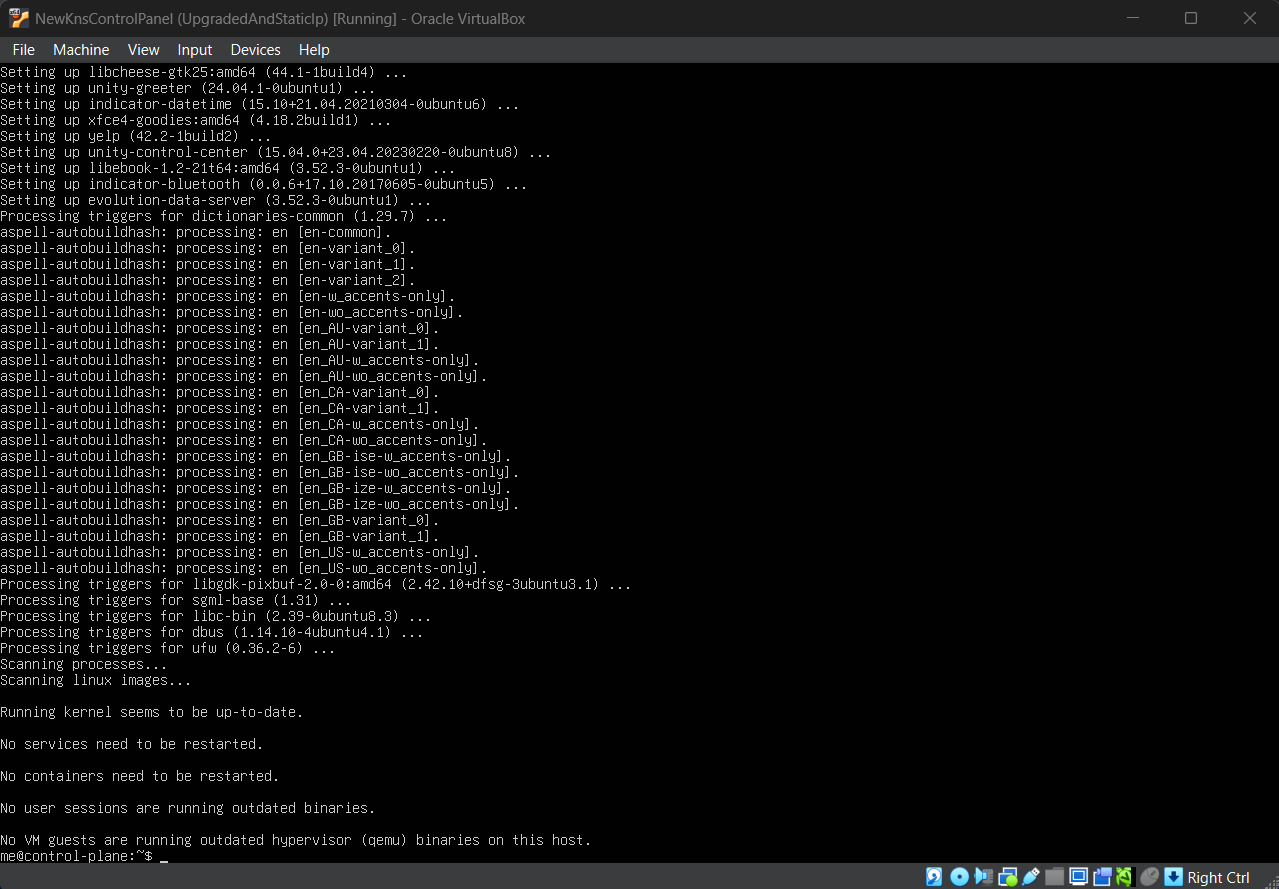 NewKnsControlPanel (UpgradedAndStaticIp) [Running] - Oracle VirtualBox
File Machine View Input Devices Help
Setting up libcheese-gtk25:amd64 (44.1-1build4) ...
Setting up unity-greeter (24.04.1-0ubuntu1) ...
Setting up indicator-datetime (15.10+21.04.20210304-0ubuntu6) ...
Setting up xfce4-goodies:amd64 (4.18.2build1) ...
Setting up yelp (42.2-1build2) ...
Setting up unity-control-center (15.04.0+23.04.20230220-0ubuntu8) ...
Setting up libebook-1.2-21t64:amd64 (3.52.3-0ubuntu1) ...
Setting up indicator-bluetooth (0.0.6+17.10.20170605-0ubuntu5) ...
Setting up evolution-data-server (3.52.3-0ubuntu1) ...
Processing triggers for dictionaries-common (1.29.7) ...
aspell-autobuildhash: processing: en [en-common].
aspell-autobuildhash: processing: en [en-variant_0].
aspell-autobuildhash: processing: en [en-variant_1].
aspell-autobuildhash: processing: en [en-variant_2].
aspell-autobuildhash: processing: en [en-w_accents-only].
aspell-autobuildhash: processing: en [en-wo_accents-only].
aspell-autobuildhash: processing: en [en_AU-variant_0].
aspell-autobuildhash: processing: en [en_AU-variant_1].
aspell-autobuildhash: processing: en [en_AU-w_accents-only].
aspell-autobuildhash: processing: en [en_AU-wo_accents-only].
aspell-autobuildhash: processing: en [en_CA-variant_0].
aspell-autobuildhash: processing: en [en_CA-variant_1].
aspell-autobuildhash: processing: en [en_CA-w_accents-only].
aspell-autobuildhash: processing: en [en_CA-wo_accents-only].
aspell-autobuildhash: processing: en [en_GB-ise-w_accents-only].
aspell-autobuildhash: processing: en [en_GB-ise-wo_accents-only].
aspell-autobuildhash: processing: en [en_GB-ize-w_accents-only].
aspell-autobuildhash: processing: en [en_GB-ize-wo_accents-only].
aspell-autobuildhash: processing: en [en_GB-variant_0].
aspell-autobuildhash: processing: en [en_GB-variant_1].
aspell-autobuildhash: processing: en [en_US-w_accents-only].
aspell-autobuildhash: processing: en [en_US-wo_accents-only].
Processing triggers for libgdk-pixbuf-2.0-0:amd64 (2.42.10+dfsg-3ubuntu3.1) ...
Processing triggers for sgml-base (1.31) ...
Processing triggers for libc-bin (2.39-0ubuntu8.3) ...
Processing triggers for dbus (1.14.10-4ubuntu4.1) ...
Processing triggers for ufw (0.36.2-6) ...
Scanning processes...
Scanning linux images...
Running kernel seems to be up-to-date.
No services need to be restarted.
No containers need to be restarted.
No user sessions are running outdated binaries.
No VM guests are running outdated hypervisor (qemu) binaries on this host.
me@control-plane:~$ _
Right Ctrl